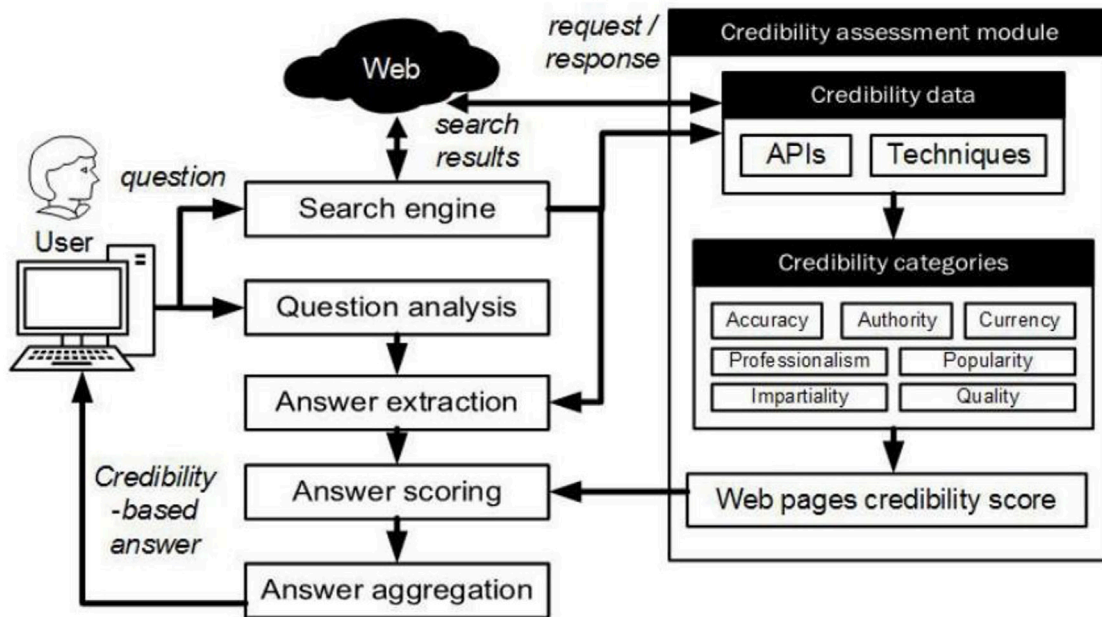 Web
request /
response
search
results
question
User
Search engine
Question analysis
Answer extraction
Answer scoring
Answer aggregation
Credibility
-based
answer
Credibility assessment module
Credibility data
APIs
Techniques
Credibility categories
Accuracy
Authority
Currency
Professionalism
Popularity
Impartiality
Quality
Web pages credibility score